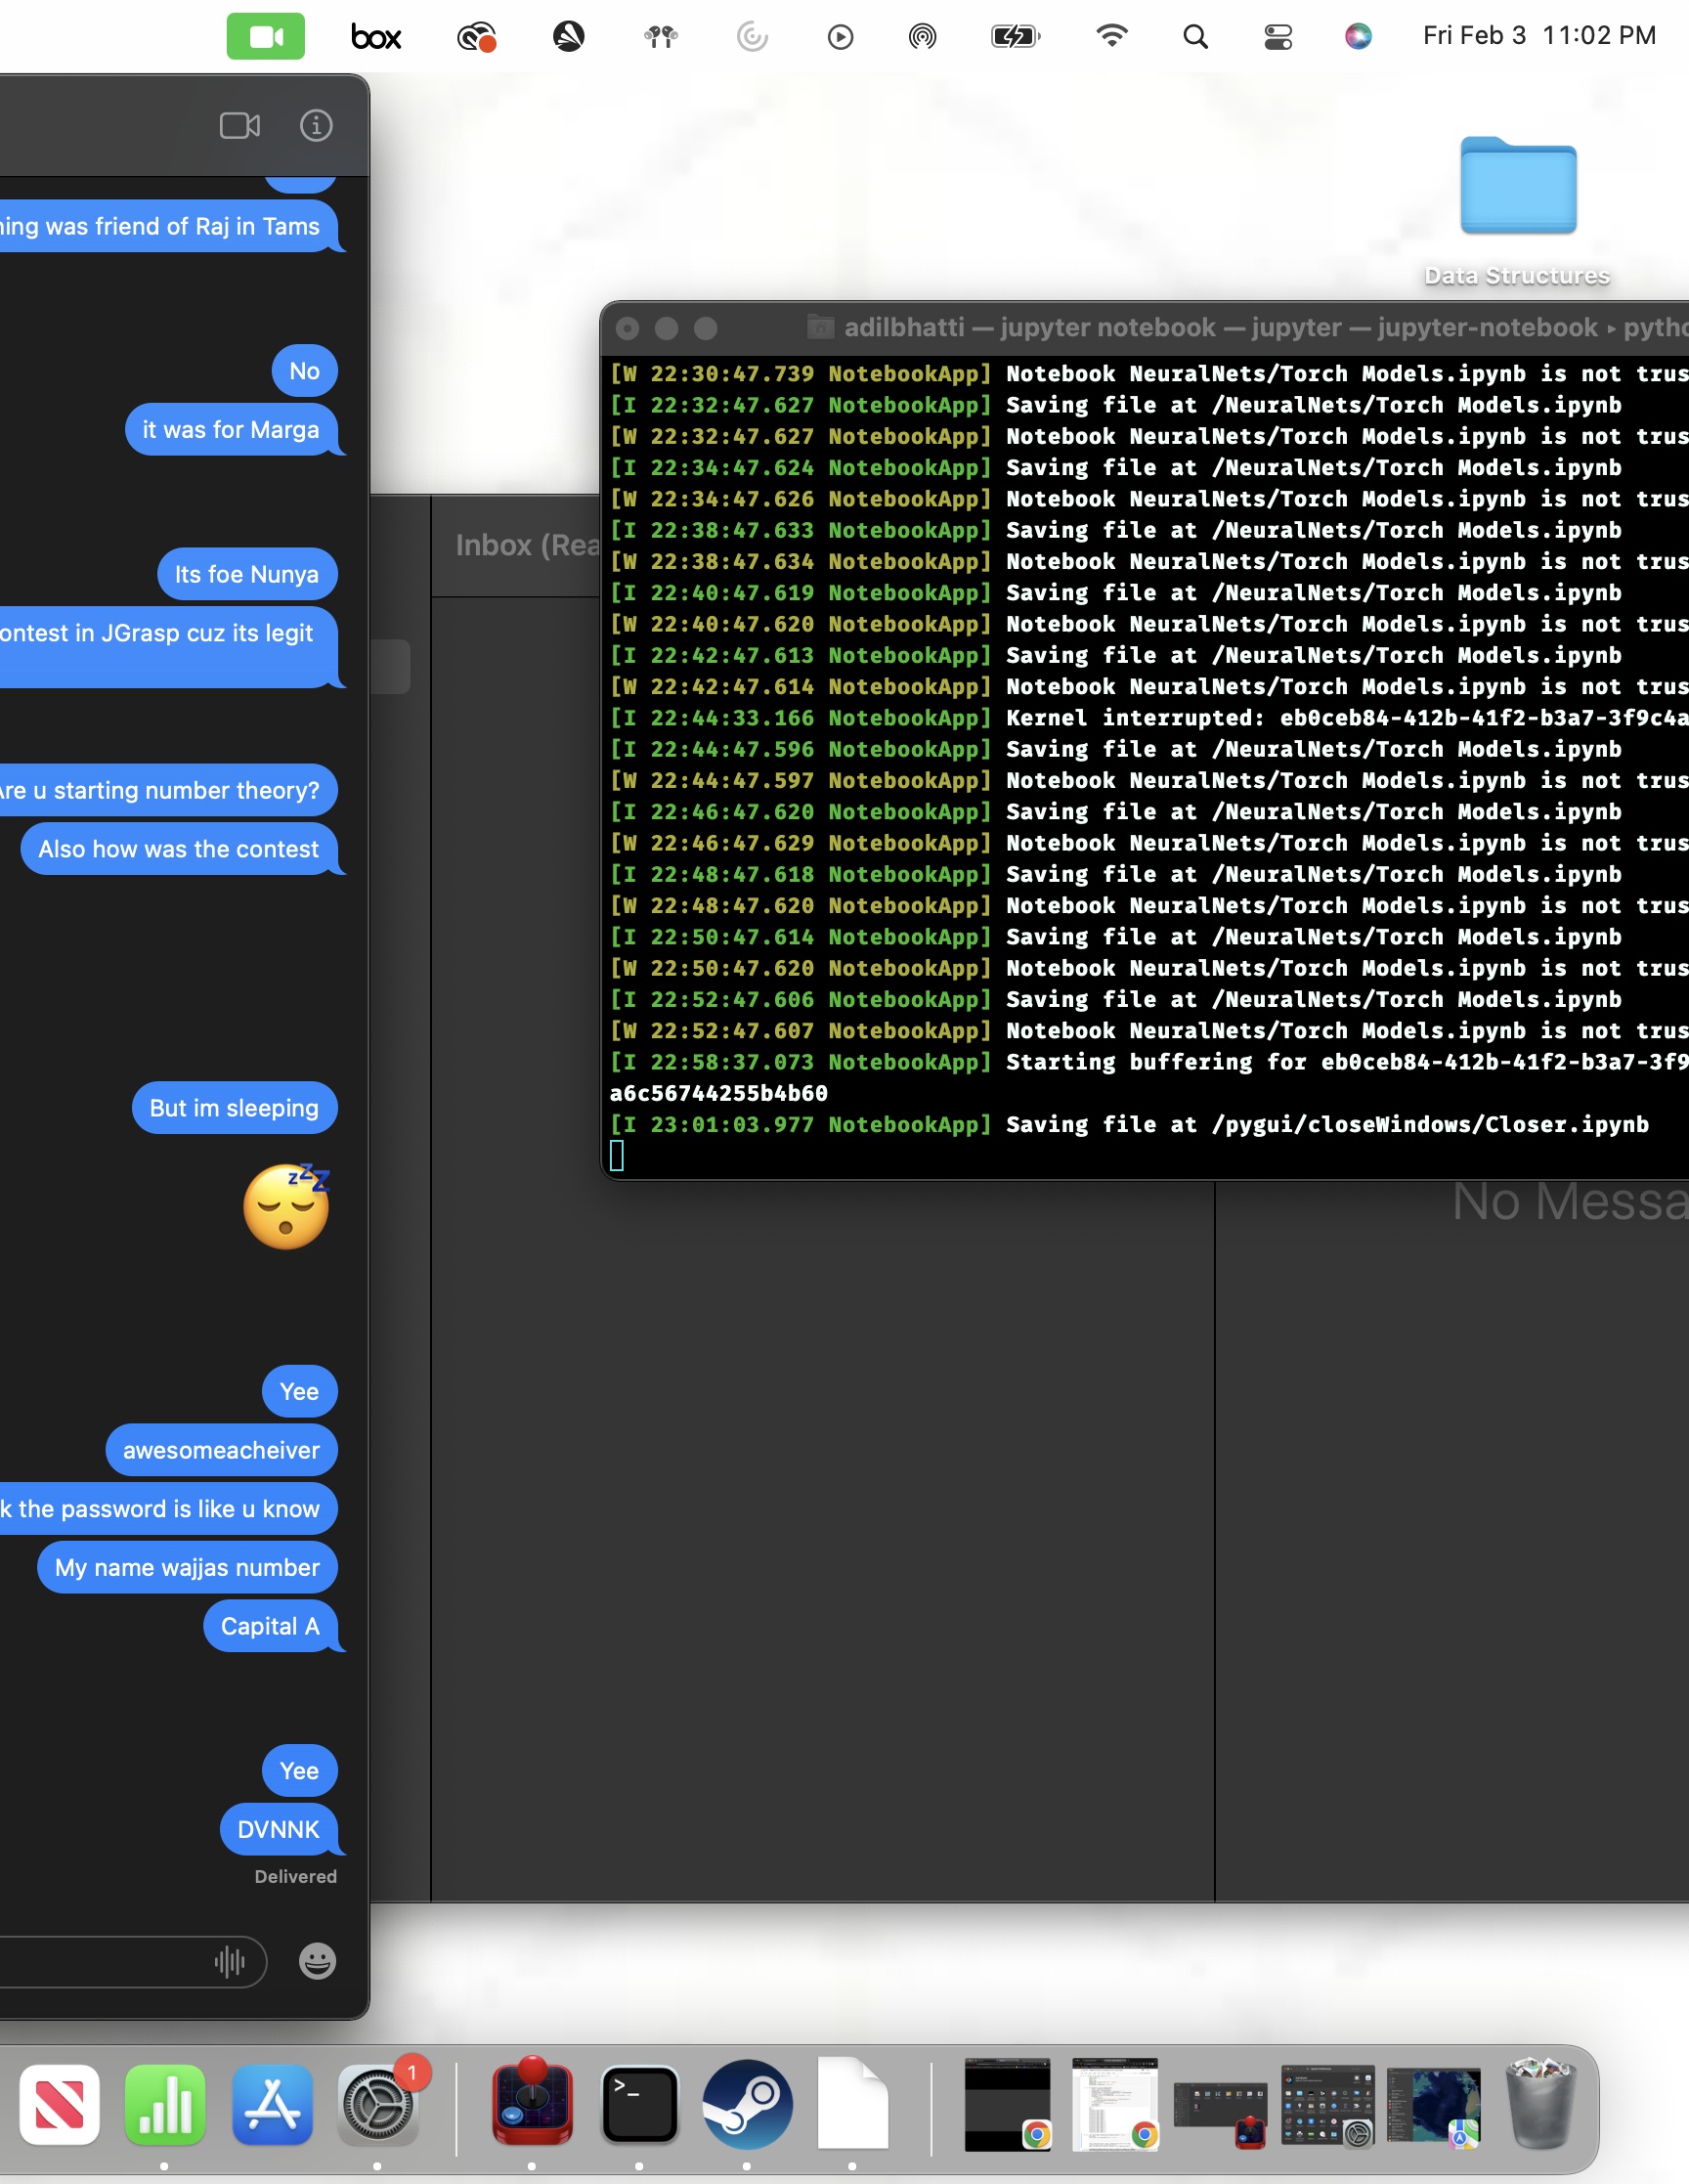 box
Fri Feb 3 11:02 PM
ning was friend of Raj in Tams
No
it was for Marga
Its foe Nunya
ontest in JGrasp cuz its legit
Are u starting number theory?
Also how was the contest
But im sleeping
zzZ
Yee
awesomeacheiver
k the password is like u know
My name wajjas number
Capital A
Yee
DVNNK
Delivered
Data Structures
Inbox (Rea
adilbhatti — jupyter notebook — jupyter — jupyter-notebook ▸ pytho
[W 22:30:47.739 NotebookApp] Notebook NeuralNets/Torch Models.ipynb is not trus
[I 22:32:47.627 NotebookApp] Saving file at /NeuralNets/Torch Models.ipynb
[W 22:32:47.627 NotebookApp] Notebook NeuralNets/Torch Models.ipynb is not trus
[I 22:34:47.624 NotebookApp] Saving file at /NeuralNets/Torch Models.ipynb
[W 22:34:47.626 NotebookApp] Notebook NeuralNets/Torch Models.ipynb is not trus
[I 22:38:47.633 NotebookApp] Saving file at /NeuralNets/Torch Models.ipynb
[W 22:38:47.634 NotebookApp] Notebook NeuralNets/Torch Models.ipynb is not trus
[I 22:40:47.619 NotebookApp] Saving file at /NeuralNets/Torch Models.ipynb
[W 22:40:47.620 NotebookApp] Notebook NeuralNets/Torch Models.ipynb is not trus
[I 22:42:47.613 NotebookApp] Saving file at /NeuralNets/Torch Models.ipynb
[W 22:42:47.614 NotebookApp] Notebook NeuralNets/Torch Models.ipynb is not trus
[I 22:44:33.166 NotebookApp] Kernel interrupted: eb0ceb84-412b-41f2-b3a7-3f9c4a
[I 22:44:47.596 NotebookApp] Saving file at /NeuralNets/Torch Models.ipynb
[W 22:44:47.597 NotebookApp] Notebook NeuralNets/Torch Models.ipynb is not trus
[I 22:46:47.620 NotebookApp] Saving file at /NeuralNets/Torch Models.ipynb
[W 22:46:47.629 NotebookApp] Notebook NeuralNets/Torch Models.ipynb is not trus
[I 22:48:47.618 NotebookApp] Saving file at /NeuralNets/Torch Models.ipynb
[W 22:48:47.620 NotebookApp] Notebook NeuralNets/Torch Models.ipynb is not trus
[I 22:50:47.614 NotebookApp] Saving file at /NeuralNets/Torch Models.ipynb
[W 22:50:47.620 NotebookApp] Notebook NeuralNets/Torch Models.ipynb is not trus
[I 22:52:47.606 NotebookApp] Saving file at /NeuralNets/Torch Models.ipynb
[W 22:52:47.607 NotebookApp] Notebook NeuralNets/Torch Models.ipynb is not trus
[I 22:58:37.073 NotebookApp] Starting buffering for eb0ceb84-412b-41f2-b3a7-3f9
a6c56744255b4b60
[I 23:01:03.977 NotebookApp] Saving file at /pygui/closeWindows/Closer.ipynb
No Messa
1
>_